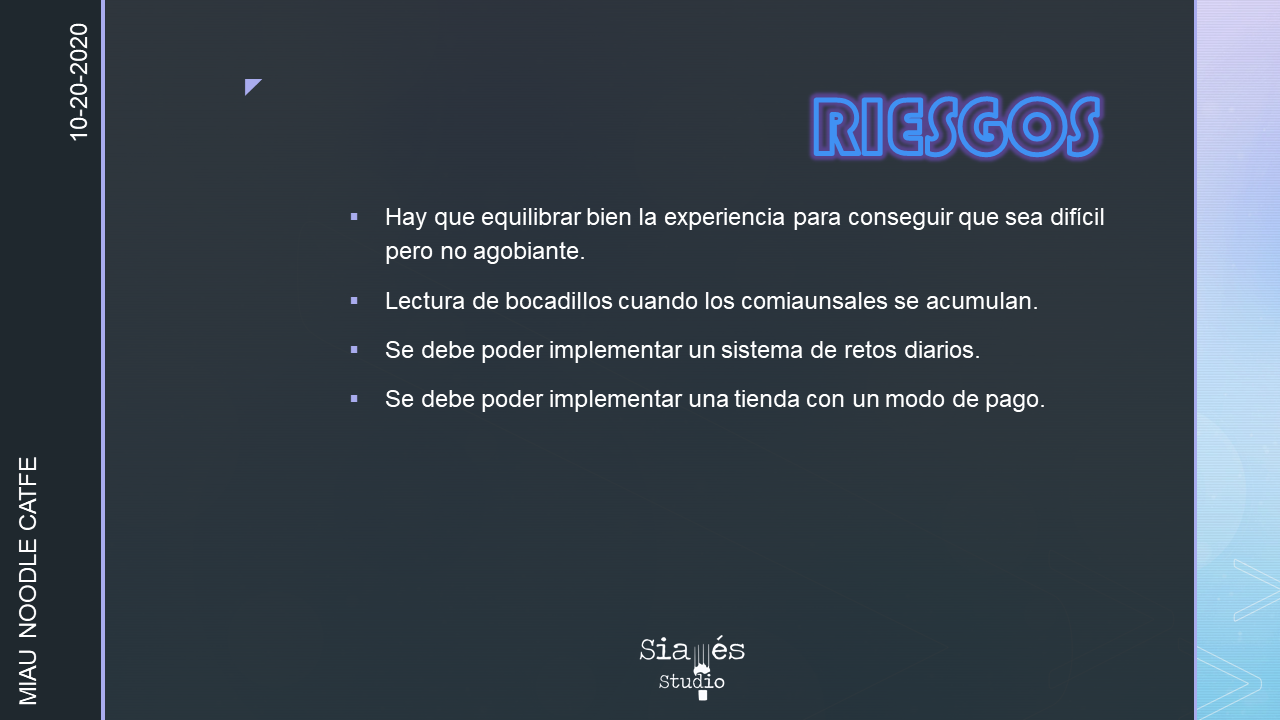 10-20-2020
MIAU NOODLE CATFE
RIESGOS
▪ Hay que equilibrar bien la experiencia para conseguir que sea difícil
pero no agobiante.
▪ Lectura de bocadillos cuando los comiaunsales se acumulan.
▪ Se debe poder implementar un sistema de retos diarios.
▪ Se debe poder implementar una tienda con un modo de pago.
Siamés
Studio